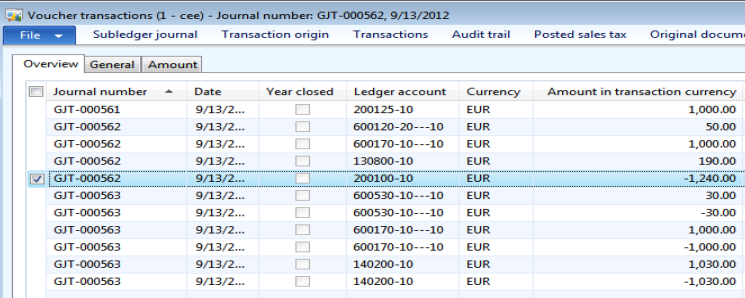 Voucher transactions (1 - cee) - Journal number: GJT-000562, 9/13/2012
File Subledger journal Transaction origin Transactions Audit trail Posted sales tax Original docum
Overview General Amount
Journal number Date Year closed Ledger account Currency Amount in transaction currency
GJT-000561 9/13/2... 200125-10 EUR 1,000.00
GJT-000562 9/13/2... 600120-20---10 EUR 50.00
GJT-000562 9/13/2... 600170-10---10 EUR 1,000.00
GJT-000562 9/13/2... 130800-10 EUR 190.00
GJT-000562 9/13/2... 200100-10 EUR -1,240.00
GJT-000563 9/13/2... 600530-10---10 EUR 30.00
GJT-000563 9/13/2... 600530-10---10 EUR -30.00
GJT-000563 9/13/2... 600170-10---10 EUR 1,000.00
GJT-000563 9/13/2... 600170-10---10 EUR -1,000.00
GJT-000563 9/13/2... 140200-10 EUR 1,030.00
GJT-000563 9/13/2... 140200-10 EUR -1,030.00